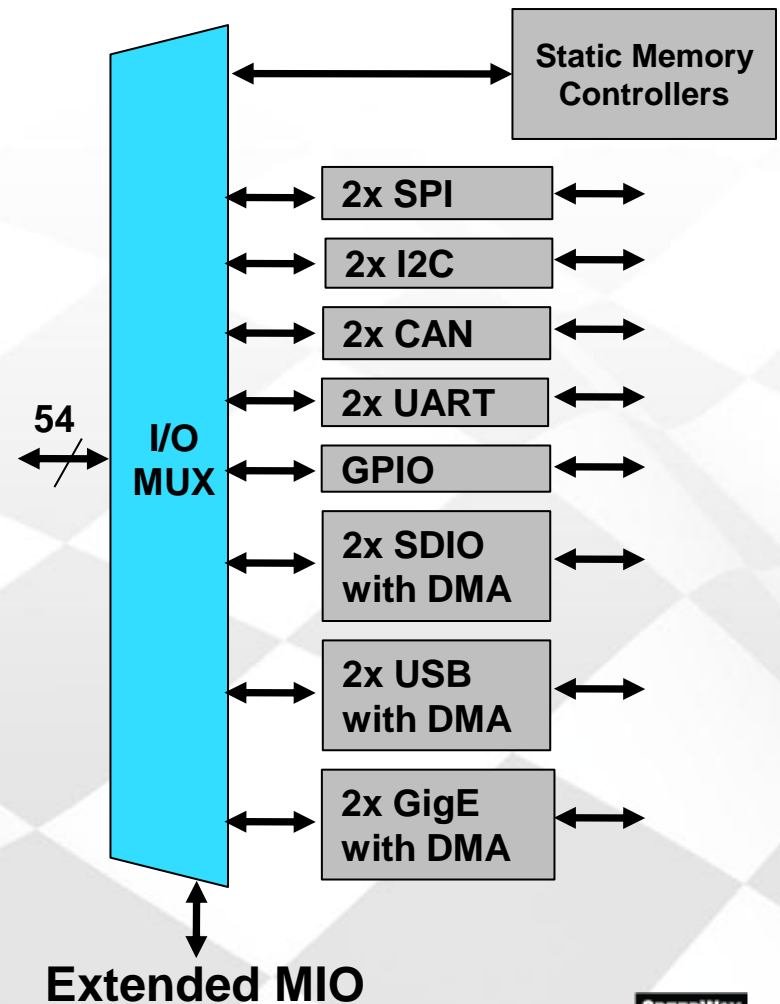 Static Memory
Controllers
2x SPI
2x I2C
2x CAN
2x UART
54
I/O
MUX
GPIO
2x SDIO
with DMA
2x USB
with DMA
2x GigE
with DMA
Extended MIO